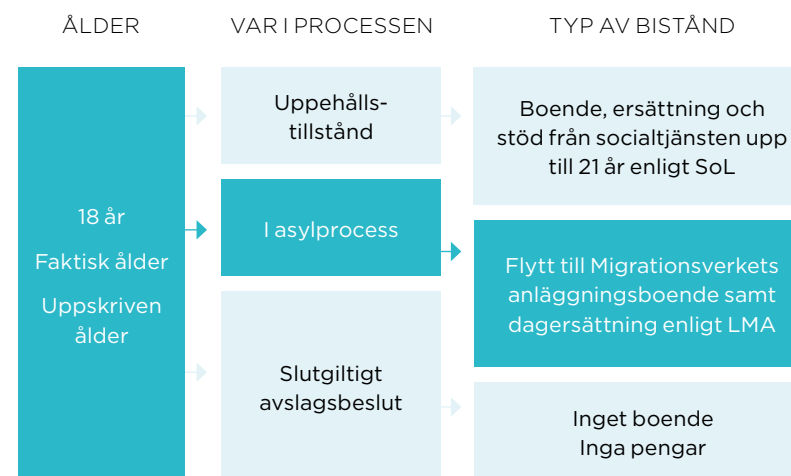 ÅLDER
VAR I PROCESSEN
TYP AV BISTÅND
18 år
Faktisk ålder
Uppskriven
ålder
Uppehålls-
tillstånd
Boende, ersättning och
stöd från socialtjänsten upp
till 21 år enligt SoL
I asylprocess
Flytt till Migrationsverkets
anläggningsboende samt
dagersättning enligt LMA
Slutgiltigt
avslagsbeslut
Inget boende
Inga pengar